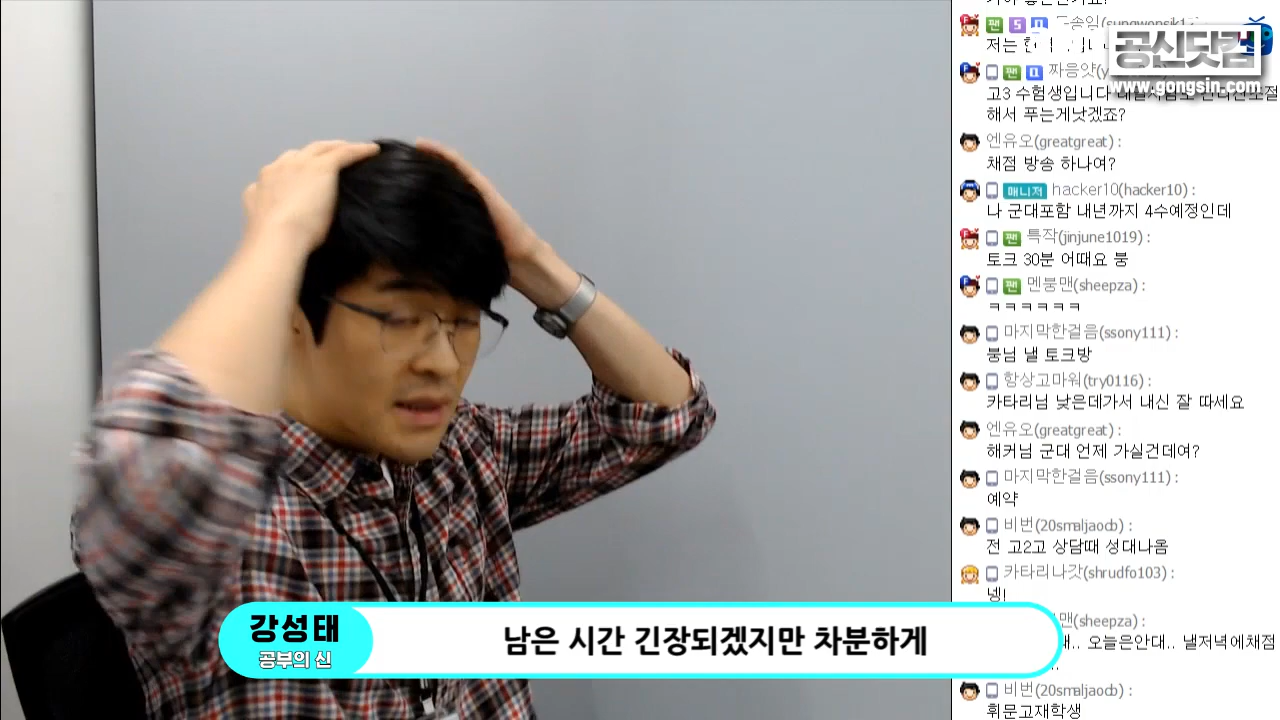 공신닷컴
www.gongsin.com
저는
짜응얏
고3 수험생입니다
해서 푸는게낫겠죠?
엔유오(greatgreat) :
채점 방송 하나여?
매니저 hacker10(hacker10) :
나 군대포함 내년까지 4수예정인데
팬 특작(jinjune1019) :
토크 30분 어때요 붕
팬 멘붕맨(sheepza) :
ㅋㅋㅋㅋㅋㅋ
마지막한걸음(ssony111) :
붕님 낼 토크방
항상고마워(try0116) :
카타리님 낮은데가서 내신 잘 따세요
엔유오(greatgreat) :
해커님 군대 언제 가실건데여?
마지막한걸음(ssony111) :
예약
비번(20smaljaocb) :
전 고2고 상담때 성대나옴
카타리나갓(shrudfo103) :
넹!
맨(sheepza) :
오늘은안대.. 낼저녁에채점
비번(20smaljaocb) :
휘문고재학생
강성태
공부의 신
남은 시간 긴장되겠지만 차분하게